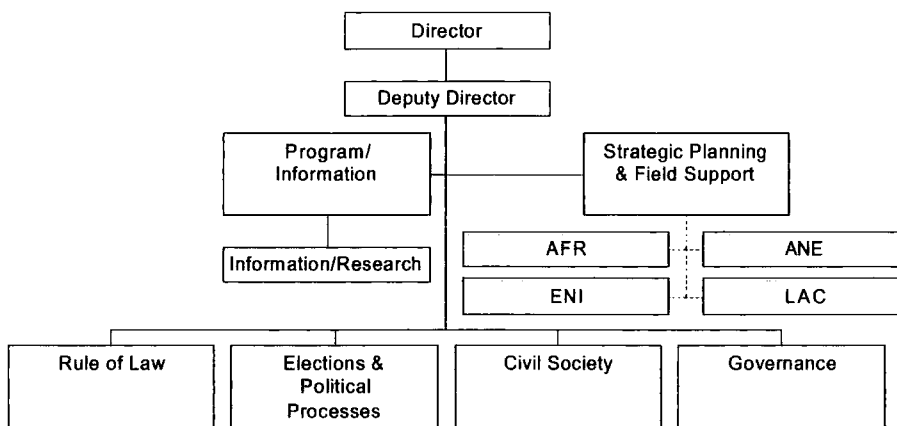 Director
Deputy Director
Program/
Information
Strategic Planning
& Field Support
Information/Research
AFR
ANE
ENI
LAC
Rule of Law
Elections &
Political
Processes
Civil Society
Governance